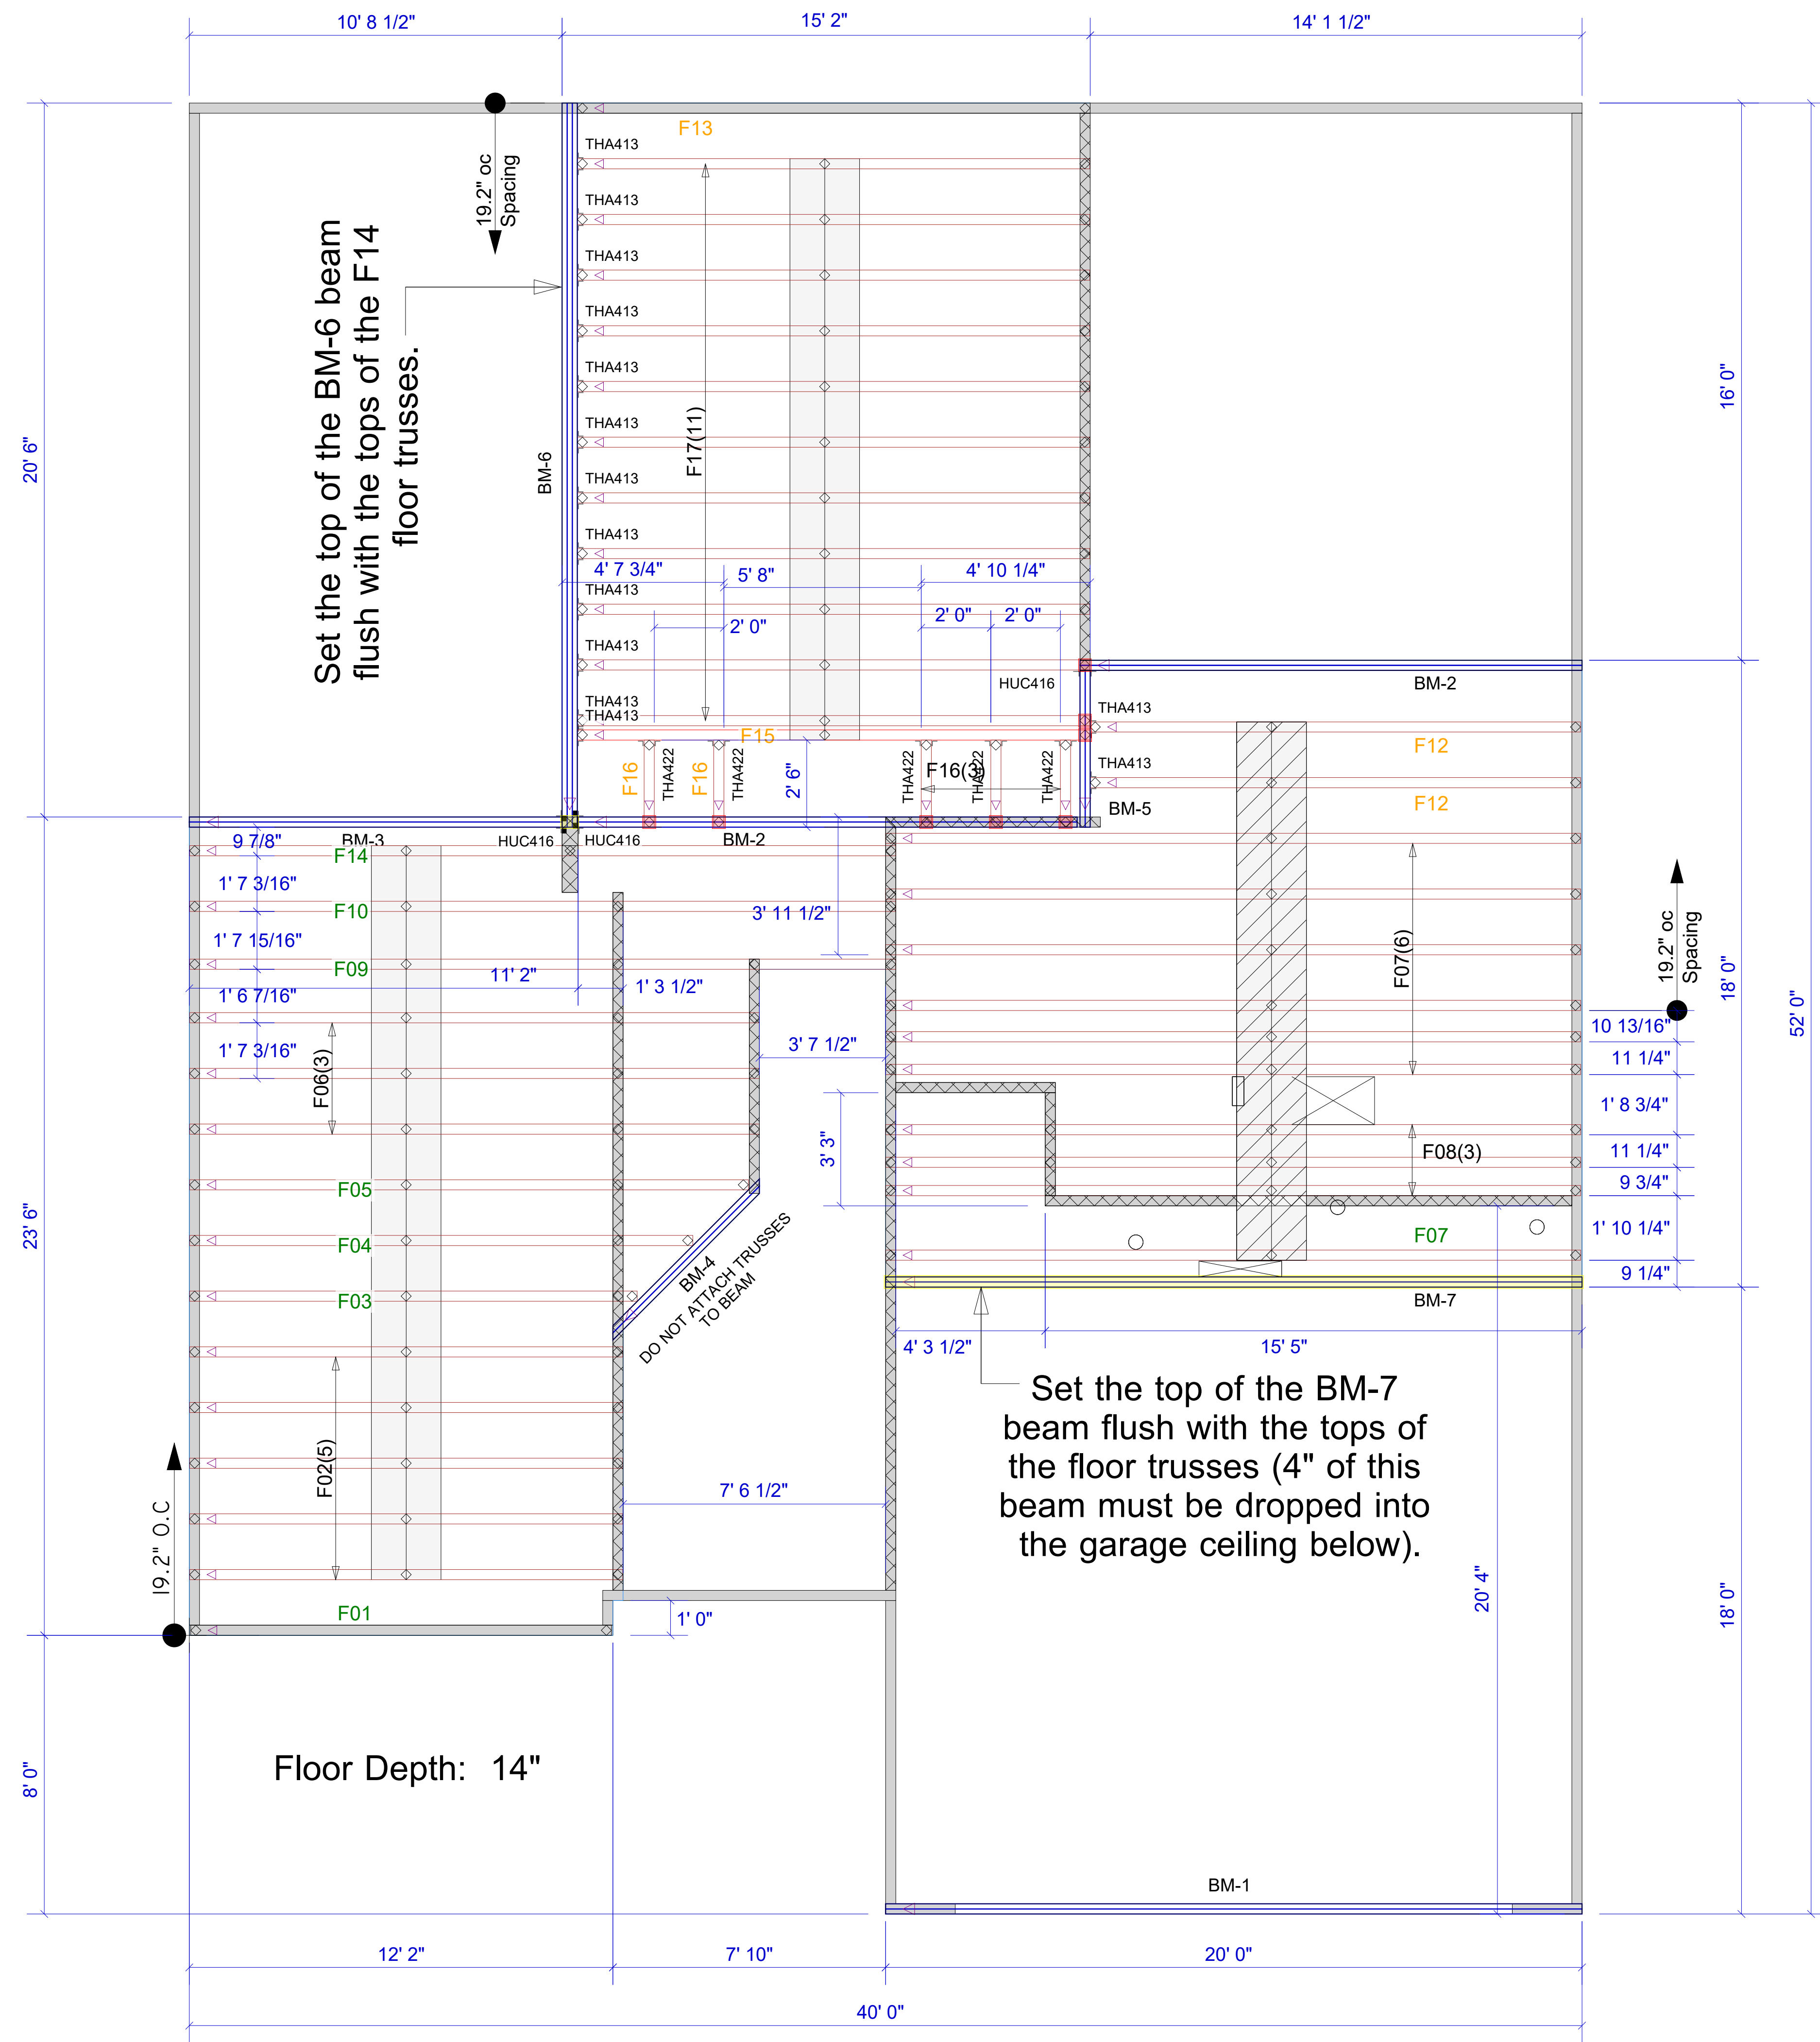 10' 8 1/2"
15' 2"
14' 1 1/2"
F13
THA413
19.2" oc
Spacing
THA413
Set the top of the BM-6 beam
flush with the tops of the F14
floor trusses.
THA413
THA413
THA413
16' 0"
F17(11)
THA413
20' 6"
BM-6
THA413
THA413
4' 7 3/4"
5' 8"
4' 10 1/4"
THA413
2' 0"
2' 0"
2' 0"
THA413
HUC416
BM-2
THA413
THA413
THA413
F15
F12
THA413
F16
THA422
F16
THA422
2' 6"
THA422
F16(3)
THA422
THA422
F12
BM-5
BM-3
HUC416
HUC416
BM-2
9 7/8"
F14
1' 7 3/16"
F10
3' 11 1/2"
1' 7 15/16"
F09
11' 2"
1' 3 1/2"
F07(6)
19.2" oc
Spacing
18' 0"
52' 0"
1' 6 7/16"
10 13/16"
1' 7 3/16"
3' 7 1/2"
11 1/4"
F06(3)
1' 8 3/4"
3' 3"
F08(3)
11 1/4"
9 3/4"
F05
23' 6"
F04
BM-4
DO NOT ATTACH TRUSSES
TO BEAM
F07
1' 10 1/4"
9 1/4"
F03
BM-7
4' 3 1/2"
15' 5"
Set the top of the BM-7
beam flush with the tops of
the floor trusses (4" of this
beam must be dropped into
the garage ceiling below).
F02(5)
7' 6 1/2"
19.2" O.C
F01
1' 0"
20' 4"
18' 0"
8' 0"
Floor Depth: 14"
BM-1
12' 2"
7' 10"
20' 0"
40' 0"